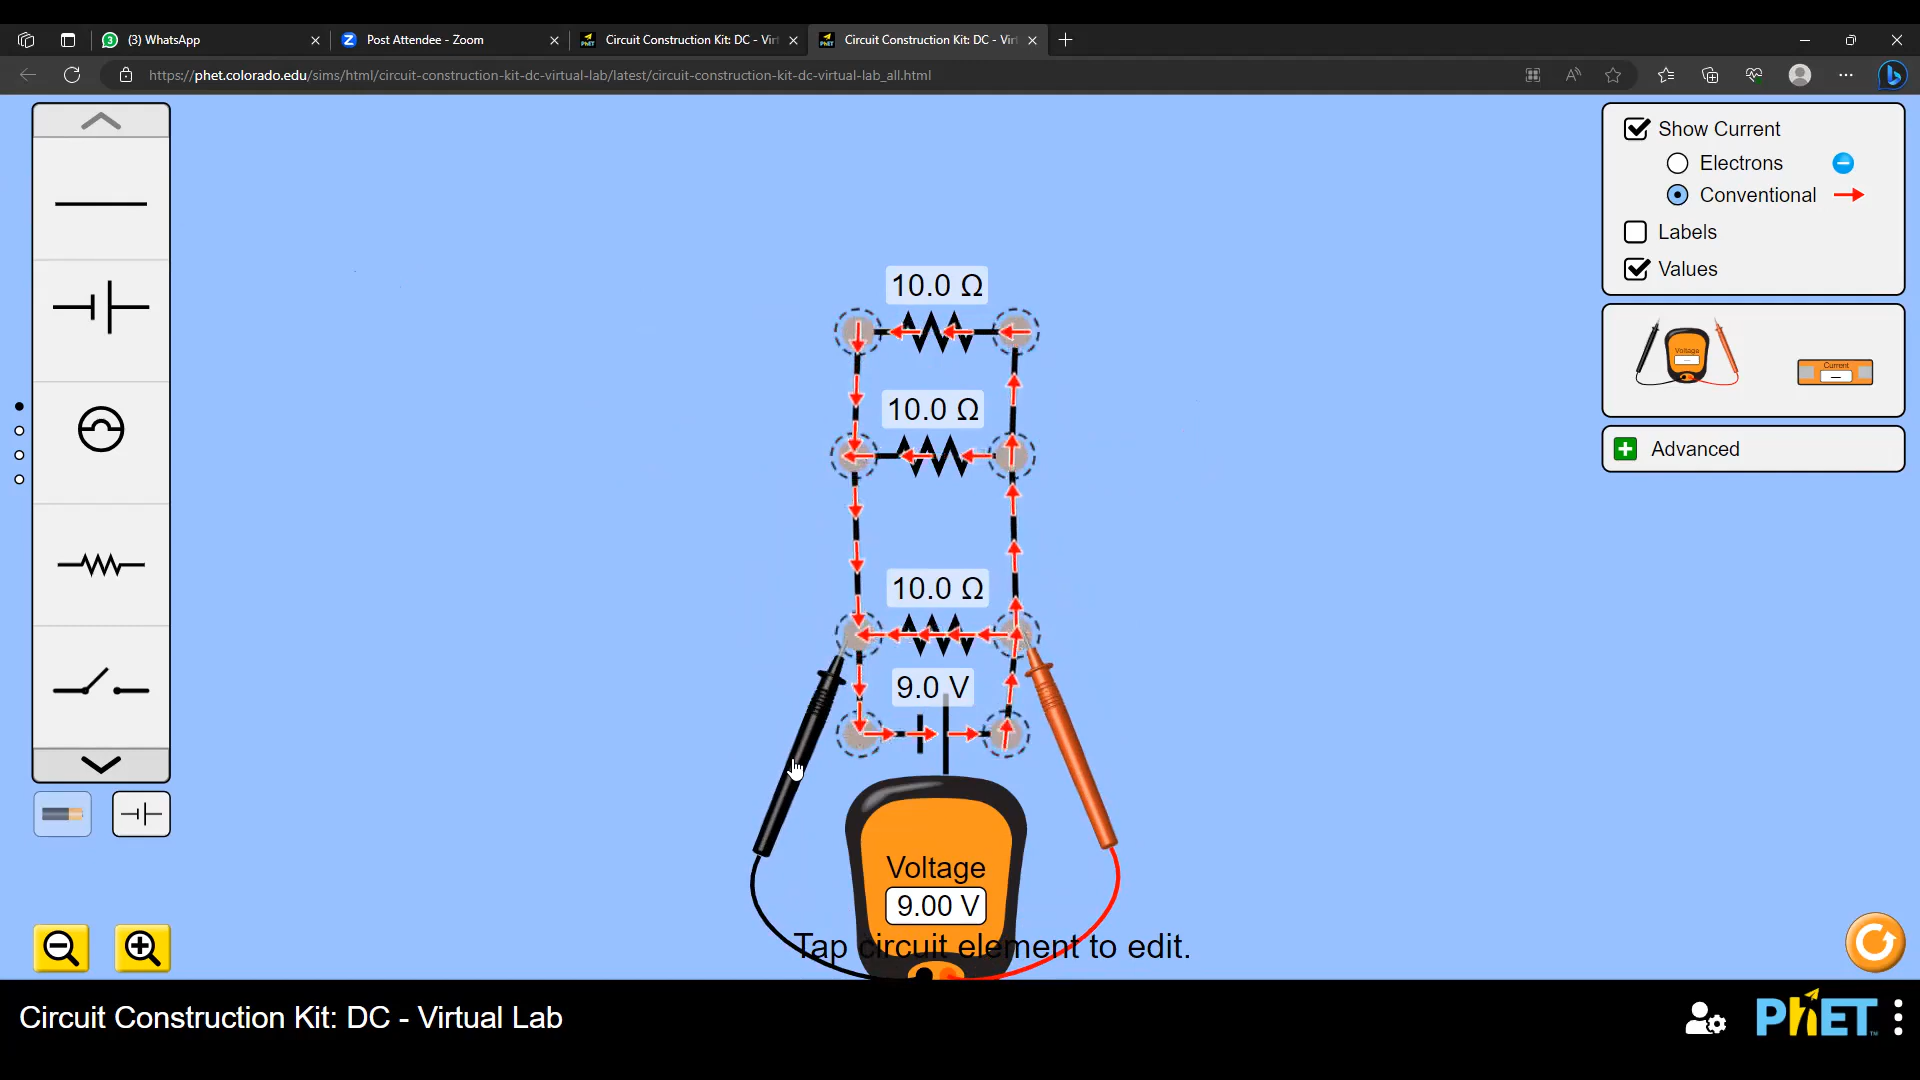 3
(3) WhatsApp
Z
Post Attendee - Zoom
Circuit Construction Kit: DC - Vir
Circuit Construction Kit: DC - Vir
https://phet.colorado.edu/sims/html/circuit-construction-kit-dc-virtual-lab/latest/circuit-construction-kit-dc-virtual-lab_all.html
Show Current
Electrons
Conventional
Labels
Values
Voltage
Current
Advanced
10.0 Ω
10.0 Ω
10.0 Ω
9.0 V
Voltage
9.00 V
Tap circuit element to edit.
Circuit Construction Kit: DC - Virtual Lab
PhET